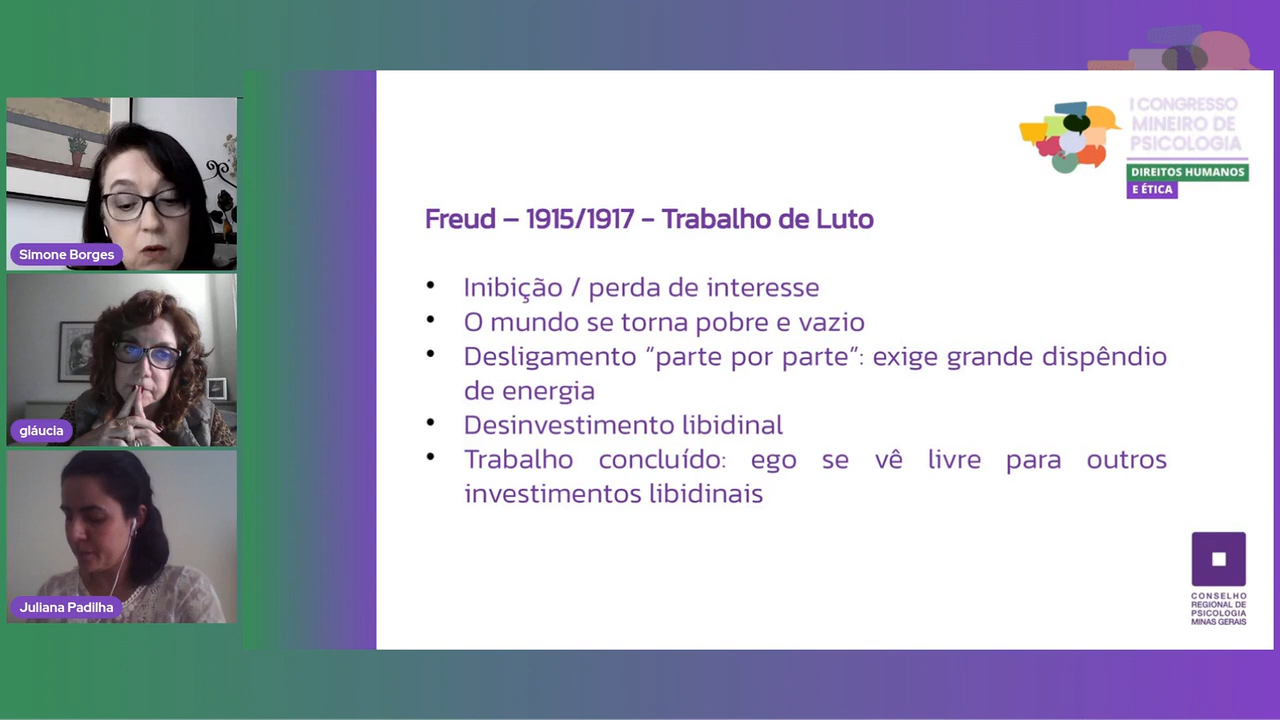 Simone Borges
gláucia
Juliana Padilha
I CONGRESSO
MINEIRO DE
PSICOLOGIA
DIREITOS HUMANOS
E ÉTICA
Freud – 1915/1917 - Trabalho de Luto
• Inibição / perda de interesse
• O mundo se torna pobre e vazio
• Desligamento “parte por parte”: exige grande dispêndio
de energia
• Desinvestimento libidinal
• Trabalho concluído: ego se vê livre para outros
investimentos libidinais
CONSELHO
REGIONAL DE
PSICOLOGIA
MINAS GERAIS